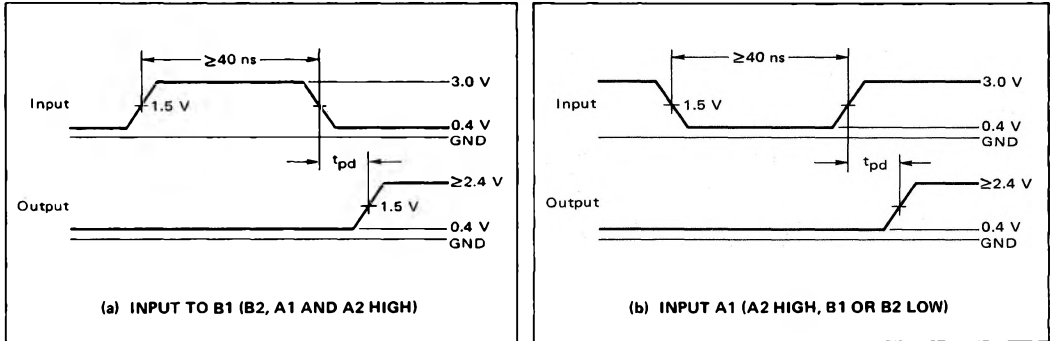 ≥40 ns
3.0 V
Input
1.5 V
0.4 V
GND
tpd
≥2.4 V
Output
1.5 V
0.4 V
GND
(a) INPUT TO B1 (B2, A1 AND A2 HIGH)
≥40 ns
3.0 V
Input
1.5 V
0.4 V
GND
tpd
≥2.4 V
Output
0.4 V
GND
(b) INPUT A1 (A2 HIGH, B1 OR B2 LOW)